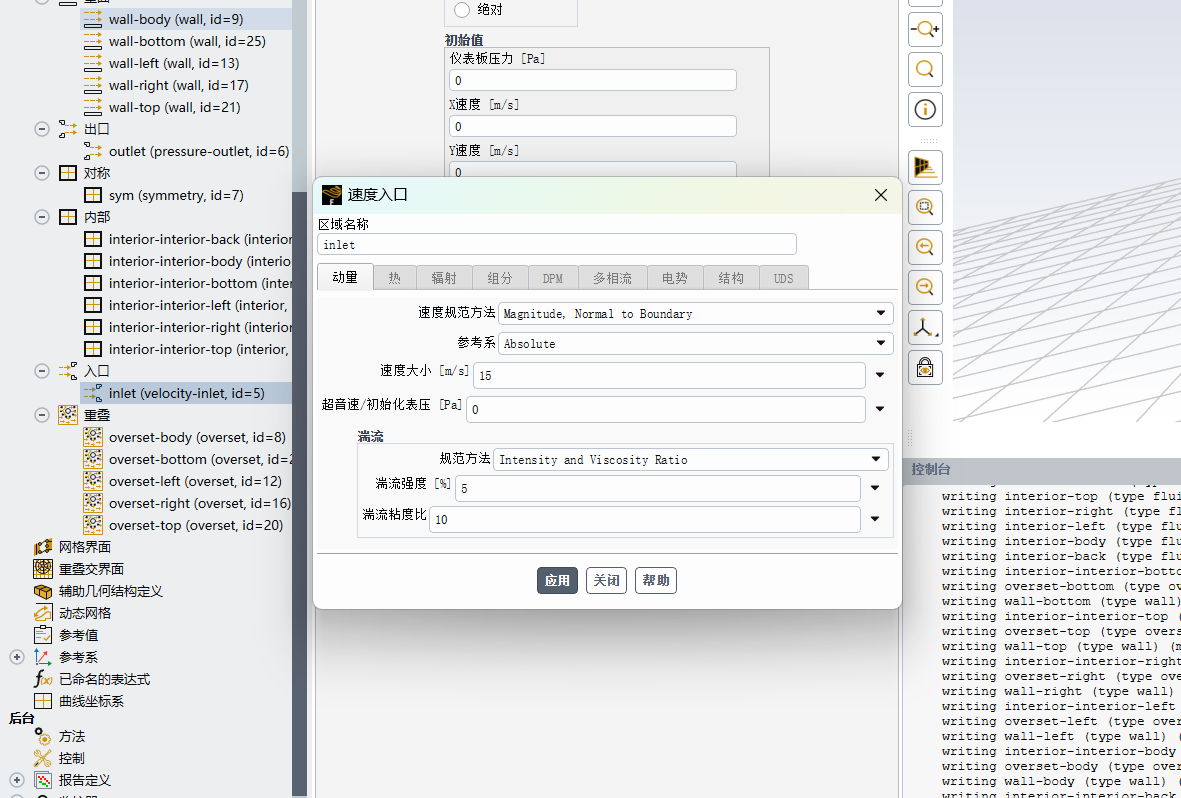 wall-body (wall, id=9)
wall-bottom (wall, id=25)
wall-left (wall, id=13)
wall-right (wall, id=17)
wall-top (wall, id=21)
出口
outlet (pressure-outlet, id=6)
对称
sym (symmetry, id=7)
内部
interior-interior-back (interior
interior-interior-body (interio
interior-interior-bottom (inter
interior-interior-left (interior,
interior-interior-right (interior
interior-interior-top (interior,
入口
inlet (velocity-inlet, id=5)
重叠
overset-body (overset, id=8)
overset-bottom (overset, id=2
overset-left (overset, id=12)
overset-right (overset, id=16)
overset-top (overset, id=20)
网格界面
重叠交界面
辅助几何结构定义
动态网格
参考值
参考系
已命名的表达式
曲线坐标系
后台
方法
控制
报告定义
绝对
初始值
仪表板压力 [Pa]
0
X速度 [m/s]
0
Y速度 [m/s]
0
速度入口
区域名称
inlet
动量 热 辐射 组分 DPM 多相流 电势 结构 UDS
速度规范方法 Magnitude, Normal to Boundary
参考系 Absolute
速度大小 [m/s] 15
超音速/初始化表压 [Pa] 0
湍流
规范方法 Intensity and Viscosity Ratio
湍流强度 [%] 5
湍流粘度比 10
应用 关闭 帮助
控制台
writing interior-top (type flui
writing interior-right (type fl
writing interior-left (type flu
writing interior-body (type flu
writing interior-back (type flu
writing interior-interior-botto
writing overset-bottom (type ov
writing wall-bottom (type wall)
writing interior-interior-top (
writing overset-top (type overs
writing wall-top (type wall) (m
writing interior-interior-right
writing overset-right (type ove
writing wall-right (type wall)
writing interior-interior-left
writing overset-left (type over
writing wall-left (type wall) (
writing interior-interior-body
writing overset-body (type over
writing wall-body (type wall) (
writing interior-interior-back